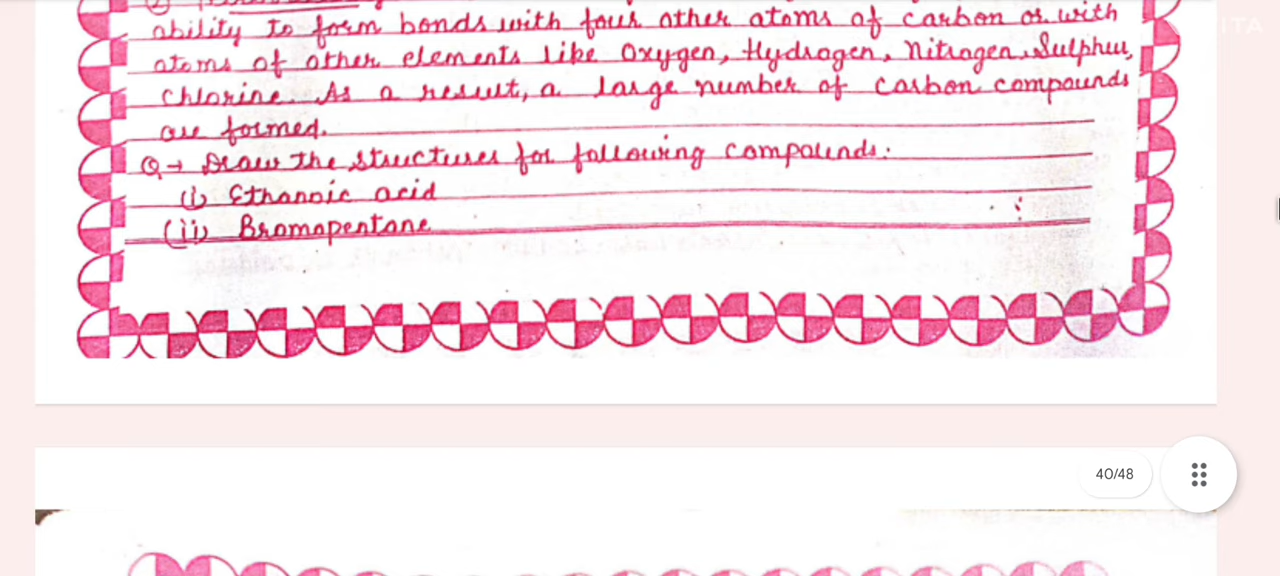 ability to form bonds with four other atoms of carbon or with
atoms of other elements like Oxygen, Hydrogen, Nitrogen, Sulphur,
chlorine. As a result, a large number of carbon compounds
are formed.
Q → Draw the structures for following compounds:
(i) Ethanoic acid
(ii) Bromopentane
40/48